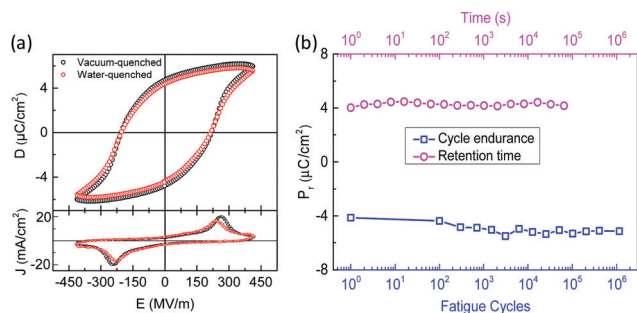 (a)
Vacuum-quenched
Water-quenched
D (μC/cm²)
6
0
-6
J (mA/cm²)
20
0
-20
-450 -300 -150 0 150 300 450
E (MV/m)
(b)
Time (s)
10⁰ 10¹ 10² 10³ 10⁴ 10⁵ 10⁶
Pᵣ (μC/cm²)
8
4
0
-4
-8
Cycle endurance
Retention time
10⁰ 10¹ 10² 10³ 10⁴ 10⁵ 10⁶
Fatigue Cycles